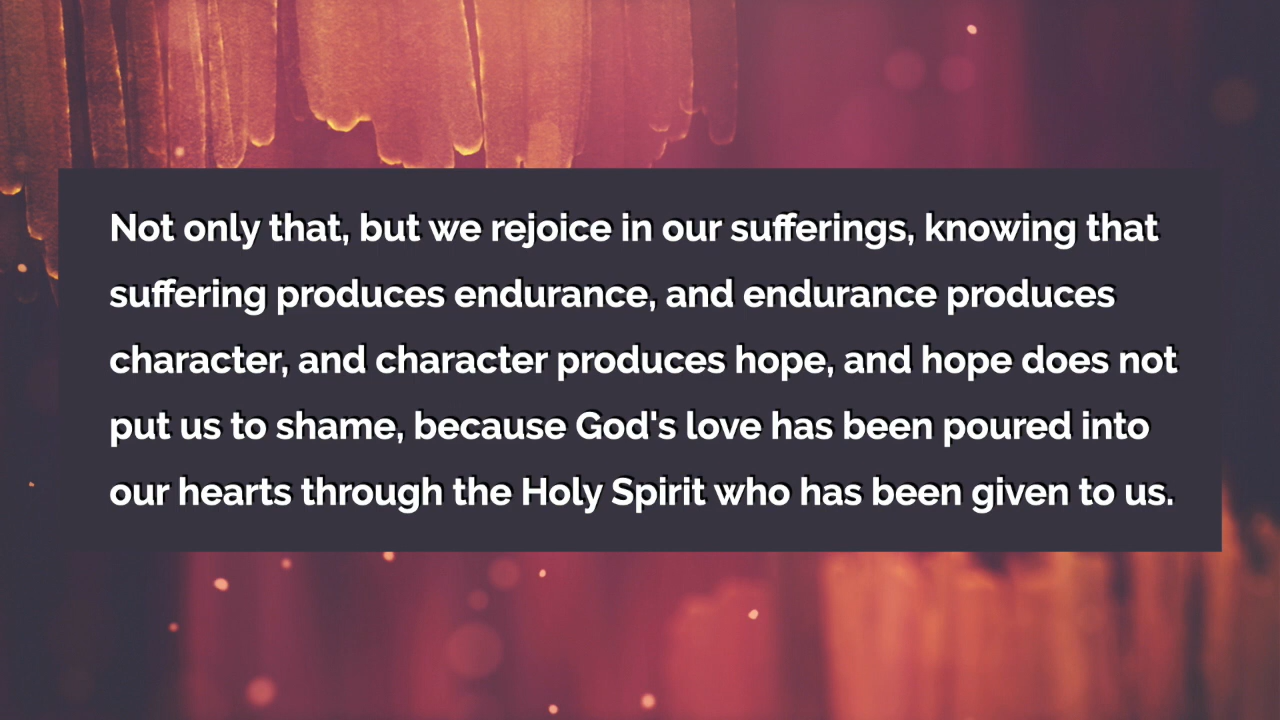 Not only that, but we rejoice in our sufferings, knowing that
suffering produces endurance, and endurance produces
character, and character produces hope, and hope does not
put us to shame, because God's love has been poured into
our hearts through the Holy Spirit who has been given to us.